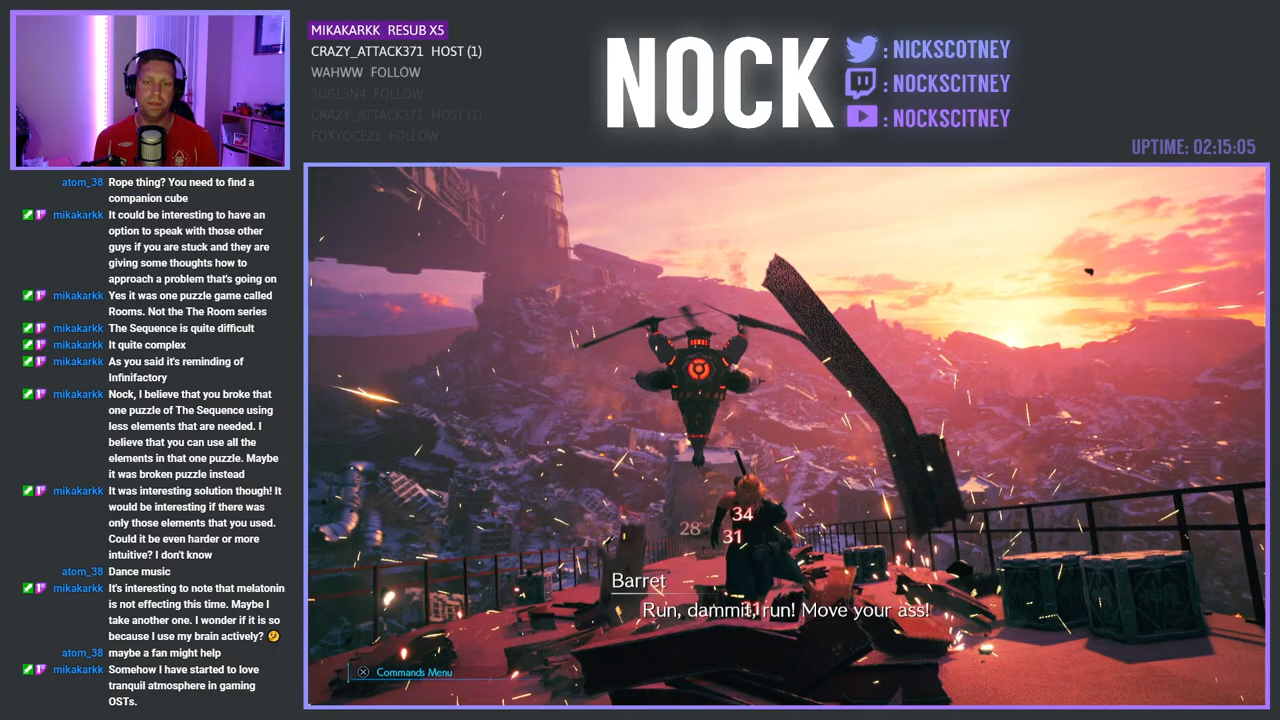 MIKAKARKK RESUB X5
CRAZY_ATTACK371 HOST (1)
WAHWW FOLLOW
3UGL3N4 FOLLOW
CRAZY_ATTACK371 HOST (1)
FOXYOCE21 FOLLOW
NOCK
: NICKSCOTNEY
: NOCKSCITNEY
: NOCKSCITNEY
UPTIME: 02:15:05
atom_38 Rope thing? You need to find a
companion cube
mikakarkk It could be interesting to have an
option to speak with those other
guys if you are stuck and they are
giving some thoughts how to
approach a problem that's going on
mikakarkk Yes it was one puzzle game called
Rooms. Not the The Room series
mikakarkk The Sequence is quite difficult
mikakarkk It quite complex
mikakarkk As you said it's reminding of
Infinifactory
mikakarkk Nock, I believe that you broke that
one puzzle of The Sequence using
less elements that are needed. I
believe that you can use all the
elements in that one puzzle. Maybe
it was broken puzzle instead
mikakarkk It was interesting solution though! It
would be interesting if there was
only those elements that you used.
Could it be even harder or more
intuitive? I don't know
atom_38 Dance music
mikakarkk It's interesting to note that melatonin
is not effecting this time. Maybe I
take another one. I wonder if it is so
because I use my brain actively? 🤔
atom_38 maybe a fan might help
mikakarkk Somehow I have started to love
tranquil atmosphere in gaming
OSTs.
34
28
31
Barret
Run, dammit, run! Move your ass!
Commands Menu